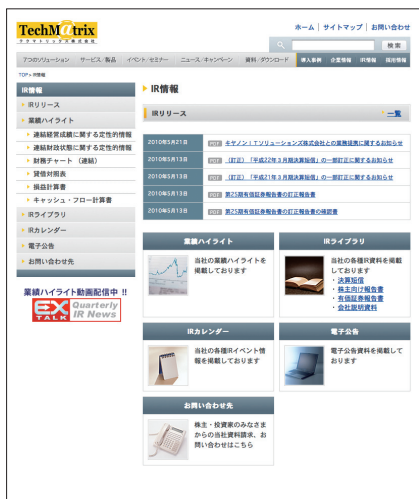 TechMatrix
テクマトリックス株式会社
ホーム | サイトマップ | お問い合わせ
検索
7つのソリューション サービス/製品 イベント/セミナー ニュース/キャンペーン 資料/ダウンロード 導入事例 企業情報 IR情報 採用情報
TOP > IR情報
IR情報
IRリリース
業績ハイライト
連結経営成績に関する定性的情報
連結財政状態に関する定性的情報
財務チャート（連結）
貸借対照表
損益計算書
キャッシュ・フロー計算書
IRライブラリ
IRカレンダー
電子公告
お問い合わせ先
業績ハイライト動画配信中 !!
EX TALK Quarterly IR News
IR情報
IRリリース
一覧
2010年5月21日 PDF キヤノンITソリューションズ株式会社との業務提携に関するお知らせ
2010年5月13日 PDF （訂正）「平成22年3月期決算短信」の一部訂正に関するお知らせ
2010年5月13日 PDF （訂正）「平成21年3月期決算短信」の一部訂正に関するお知らせ
2010年5月13日 PDF 第25期有価証券報告書の訂正報告書
2010年5月13日 PDF 第25期有価証券報告書の訂正報告書の確認書
業績ハイライト
当社の業績ハイライトを
掲載しております
IRライブラリ
当社の各種IR資料を掲載
しております
・決算短信
・株主向け報告書
・有価証券報告書
・会社説明資料
IRカレンダー
当社の各種IRイベント情
報を掲載しております
電子公告
電子公告資料を掲載して
おります
お問い合わせ先
株主・投資家のみなさま
からの当社資料請求、お
問い合わせはこちら